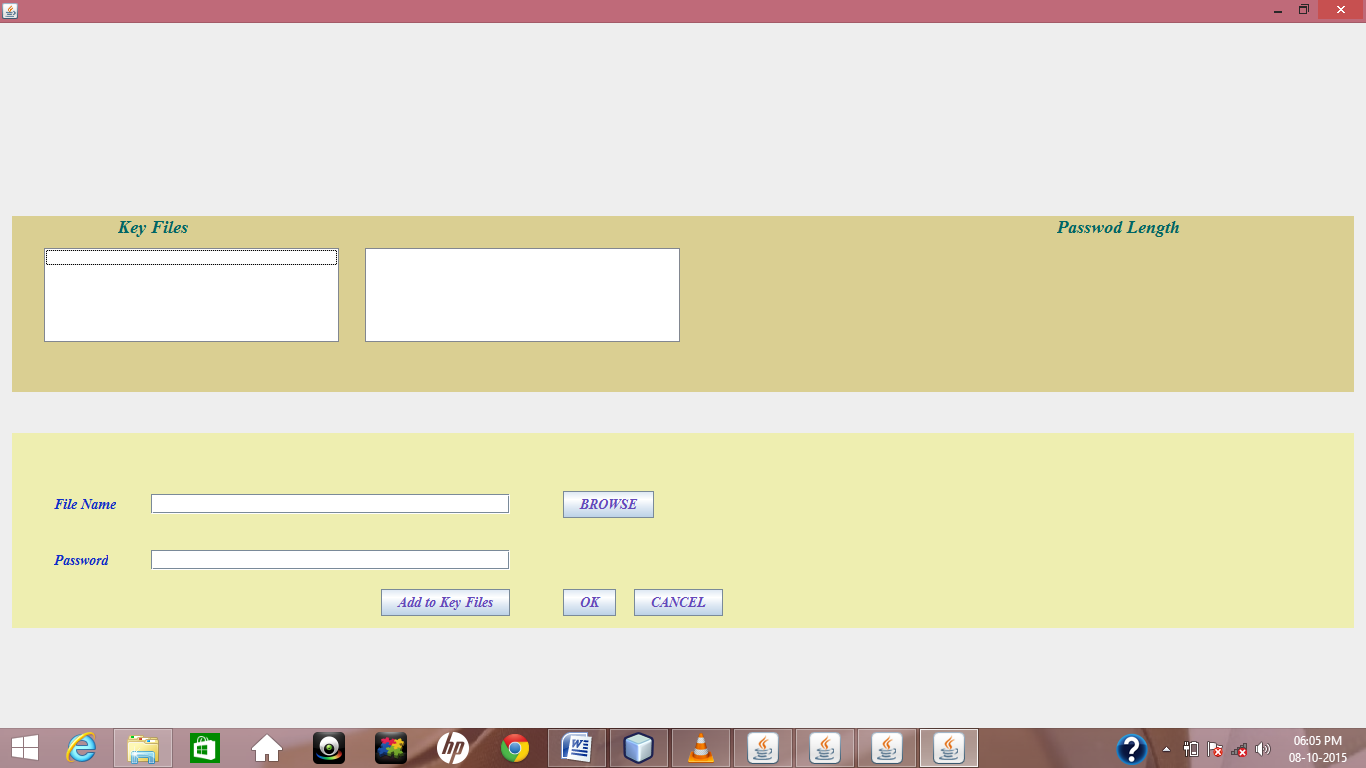 Key Files
Passwod Length
File Name
BROWSE
Password
Add to Key Files
OK
CANCEL
hp
W
?
06:05 PM
08-10-2015